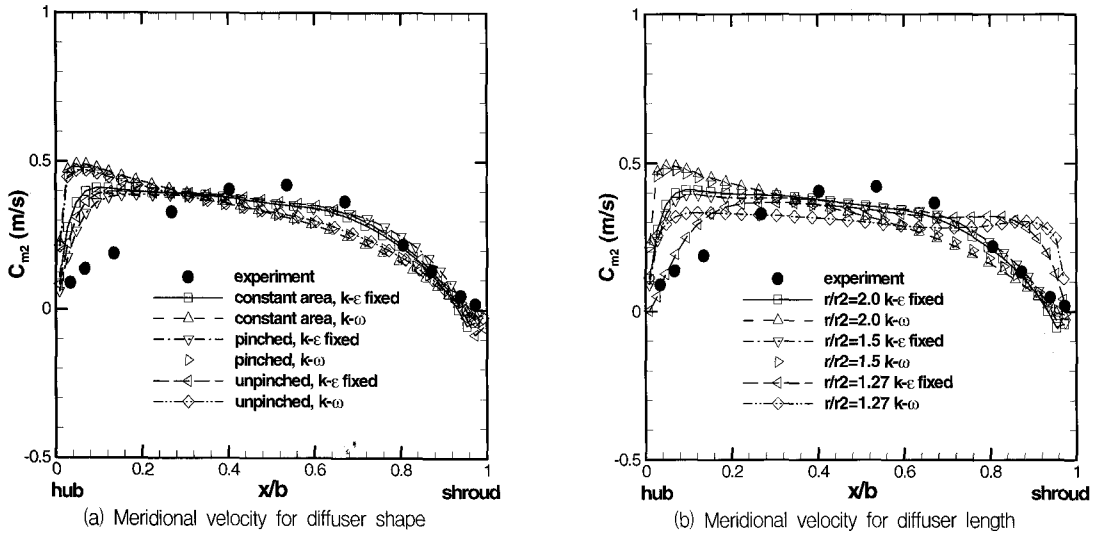 1
0.5
0
-0.5
C_m2 (m/s)
experiment
constant area, k-ε fixed
constant area, k-ω
pinched, k-ε fixed
pinched, k-ω
unpinched, k-ε fixed
unpinched, k-ω
0 0.2 0.4 0.6 0.8 1
hub x/b shroud
(a) Meridional velocity for diffuser shape
1
0.5
0
-0.5
C_m2 (m/s)
experiment
r/r2=2.0 k-ε fixed
r/r2=2.0 k-ω
r/r2=1.5 k-ε fixed
r/r2=1.5 k-ω
r/r2=1.27 k-ε fixed
r/r2=1.27 k-ω
0 0.2 0.4 0.6 0.8 1
hub x/b shroud
(b) Meridional velocity for diffuser length